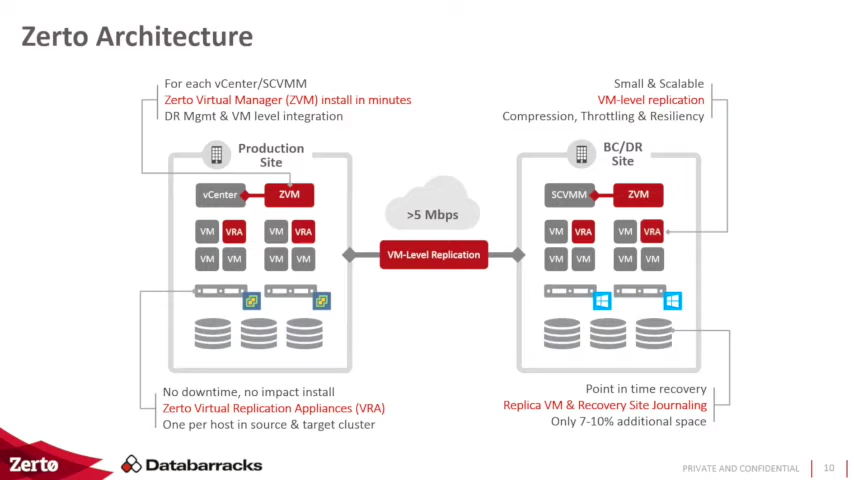 Zerto Architecture
For each vCenter/SCVMM
Zerto Virtual Manager (ZVM) install in minutes
DR Mgmt & VM level integration
Small & Scalable
VM-level replication
Compression, Throttling & Resiliency
Production
Site
BC/DR
Site
vCenter
ZVM
>5 Mbps
SCVMM
ZVM
VM
VRA
VM
VRA
VM
VRA
VM
VRA
VM-Level Replication
VM
VM
VM
VM
VM
VM
VM
VM
No downtime, no impact install
Zerto Virtual Replication Appliances (VRA)
One per host in source & target cluster
Point in time recovery
Replica VM & Recovery Site Journaling
Only 7-10% additional space
Zerto
Databarracks
PRIVATE AND CONFIDENTIAL
10